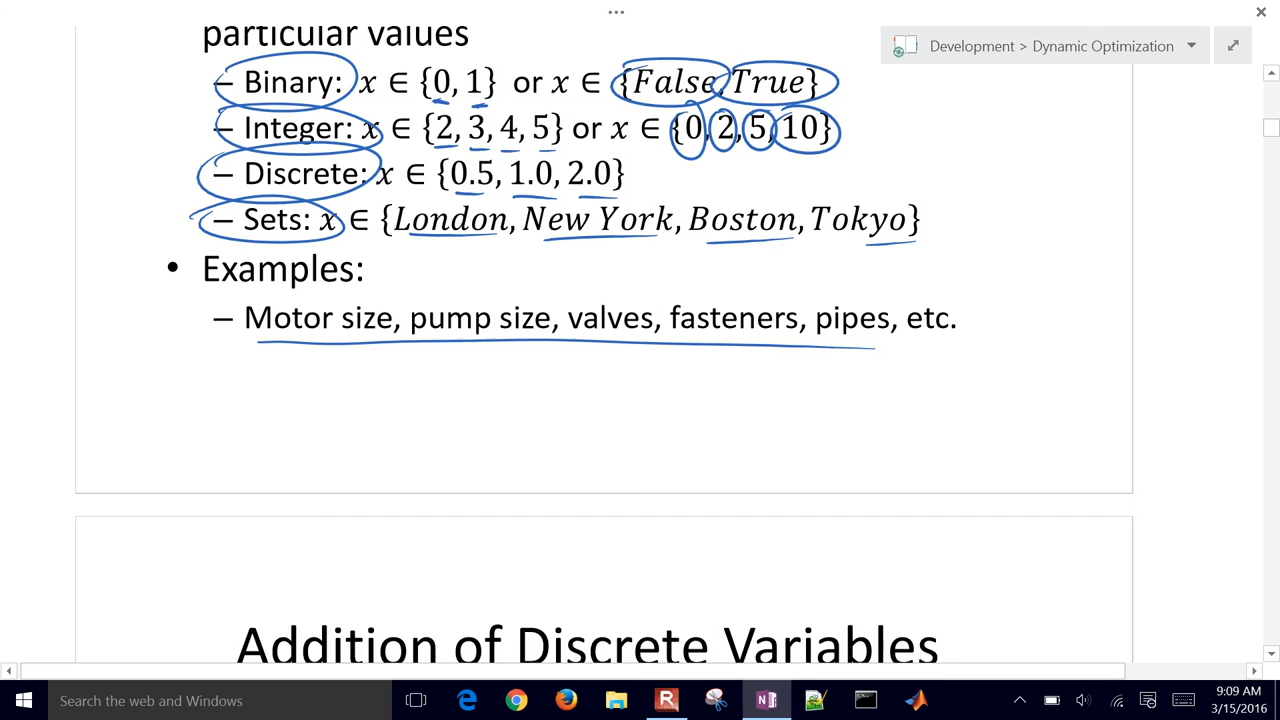 particular values
Development > Dynamic Optimization
– Binary: x ∈ {0, 1} or x ∈ {False, True}
– Integer: x ∈ {2, 3, 4, 5} or x ∈ {0, 2, 5, 10}
– Discrete: x ∈ {0.5, 1.0, 2.0}
– Sets: x ∈ {London, New York, Boston, Tokyo}
• Examples:
– Motor size, pump size, valves, fasteners, pipes, etc.
Addition of Discrete Variables
Search the web and Windows
9:09 AM
3/15/2016